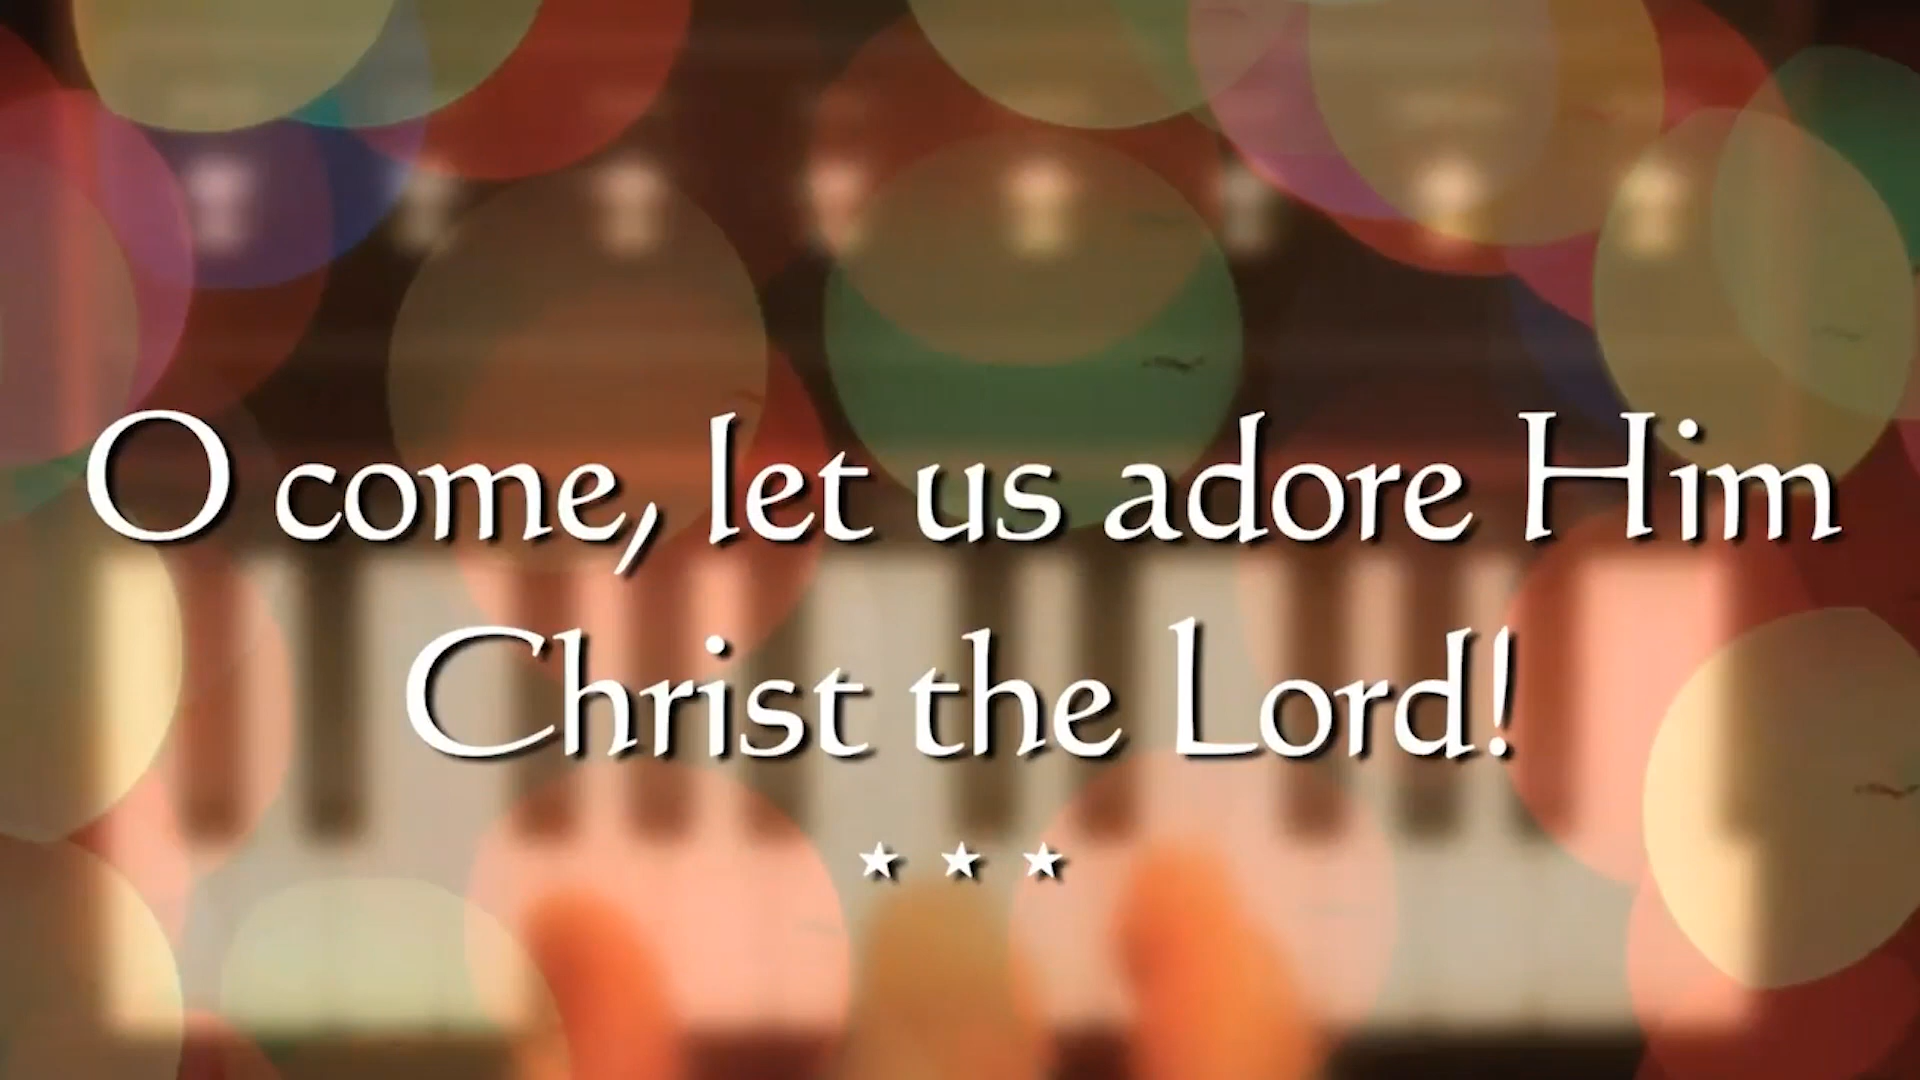 O come, let us adore Him
Christ the Lord!
★ ★ ★